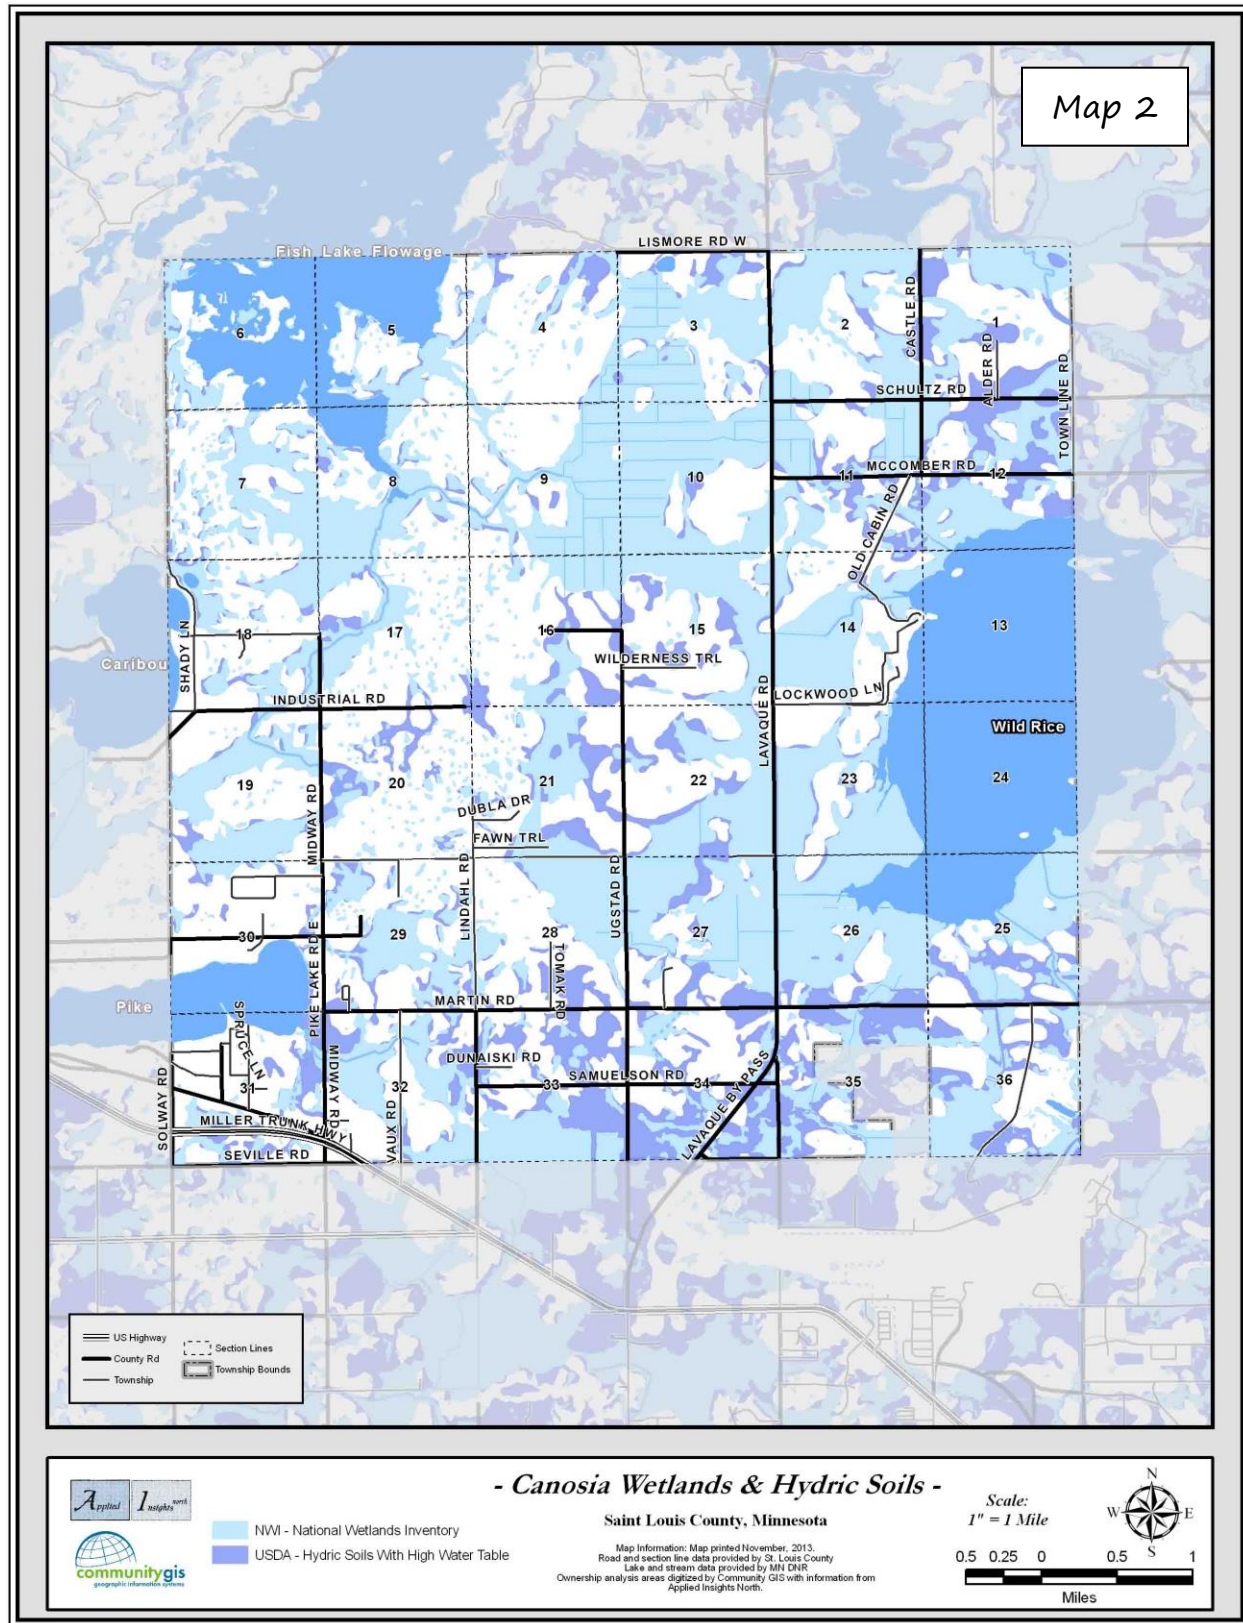 Map 2
LISMORE RD W
Fish Lake Flowage
CASTLE RD
6
5
4
3
2
1
ALDER RD
SCHULTZ RD
TOWN LINE RD
MCCOMBER RD
7
8
9
10
11
12
OLD CABIN RD
18
17
16
15
14
13
SHADY LN
Caribou
WILDERNESS TRL
LOCKWOOD LN
INDUSTRIAL RD
LAVAQUE RD
Wild Rice
19
20
21
22
23
24
MIDWAY RD
DUBLA DR
FAWN TRL
LINDAHL RD
UGSTAD RD
30
29
28
27
26
25
PIKE LAKE RD E
TOMAK RD
Pike
MARTIN RD
SPRUCE LN
MIDWAY RD
DUNAISKI RD
SAMUELSON RD
31
32
33
34
35
36
SOLWAY RD
VAUX RD
LAVAQUE BY PASS
MILLER TRUNK HWY
SEVILLE RD
US Highway
County Rd
Township
Section Lines
Township Bounds
Applied Insights north
communitygis
geographic information systems
NWI - National Wetlands Inventory
USDA - Hydric Soils With High Water Table
- Canosia Wetlands & Hydric Soils -
Saint Louis County, Minnesota
Map Information: Map printed November, 2013.
Road and section line data provided by St. Louis County
Lake and stream data provided by MN DNR
Ownership analysis areas digitized by Community GIS with information from
Applied Insights North.
Scale:
1" = 1 Mile
N
W E
S
0.5 0.25 0 0.5 1
Miles